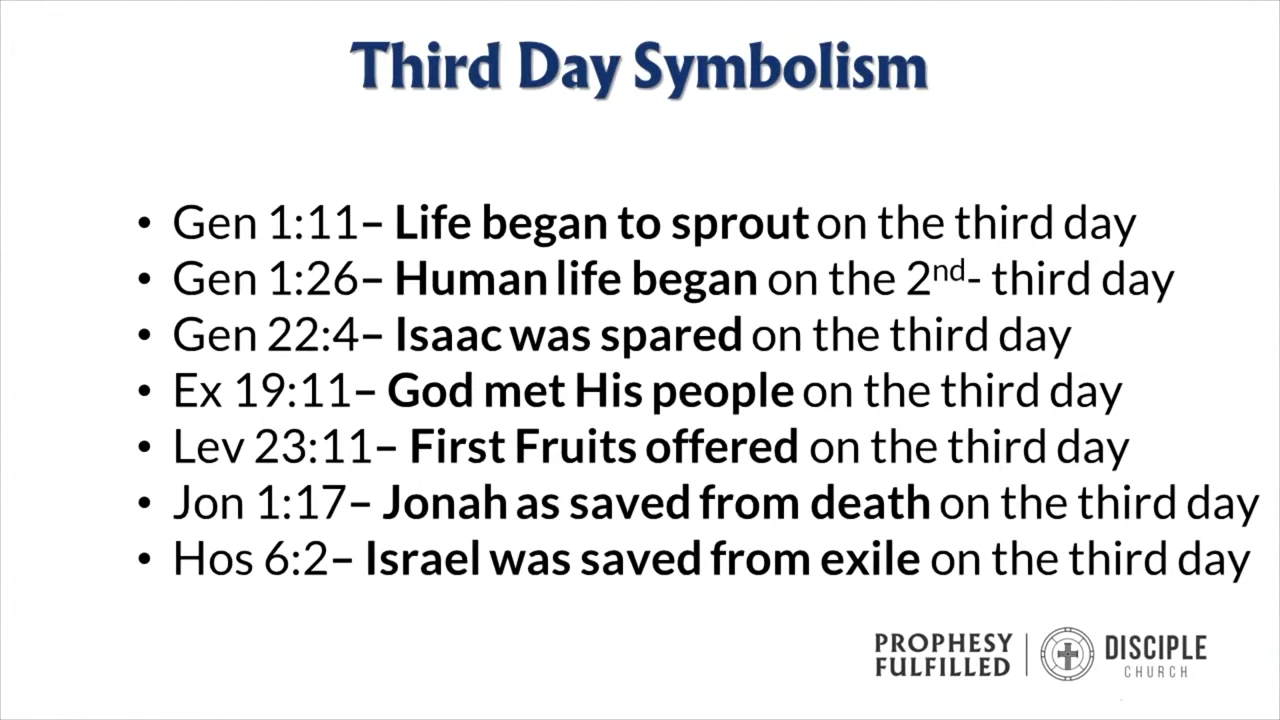 Third Day Symbolism
• Gen 1:11– Life began to sprout on the third day
• Gen 1:26– Human life began on the 2nd- third day
• Gen 22:4– Isaac was spared on the third day
• Ex 19:11– God met His people on the third day
• Lev 23:11– First Fruits offered on the third day
• Jon 1:17– Jonah as saved from death on the third day
• Hos 6:2– Israel was saved from exile on the third day
PROPHESY
FULFILLED
DISCIPLE
CHURCH